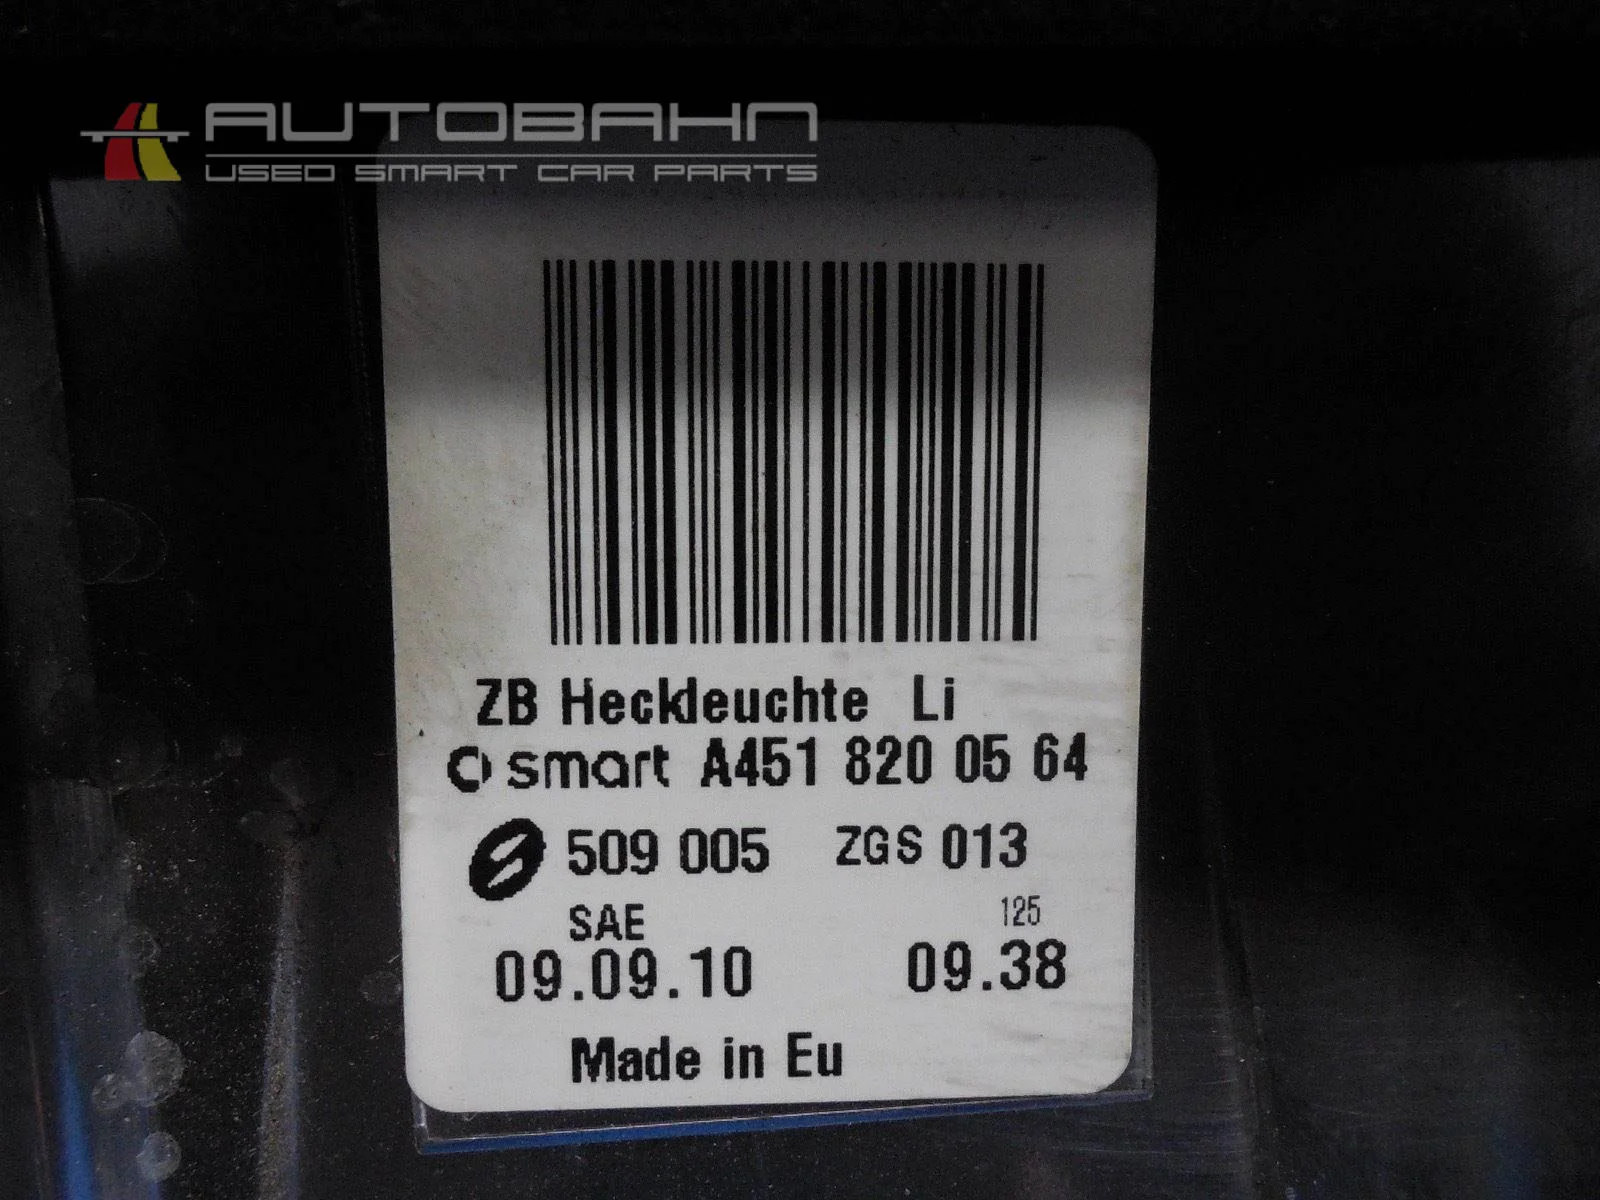 AUTOBAHN
USED SMART CAR PARTS
ZB Heckleuchte Li
smart A451 820 05 64
509 005 ZGS 013
SAE 125
09.09.10 09.38
Made in Eu